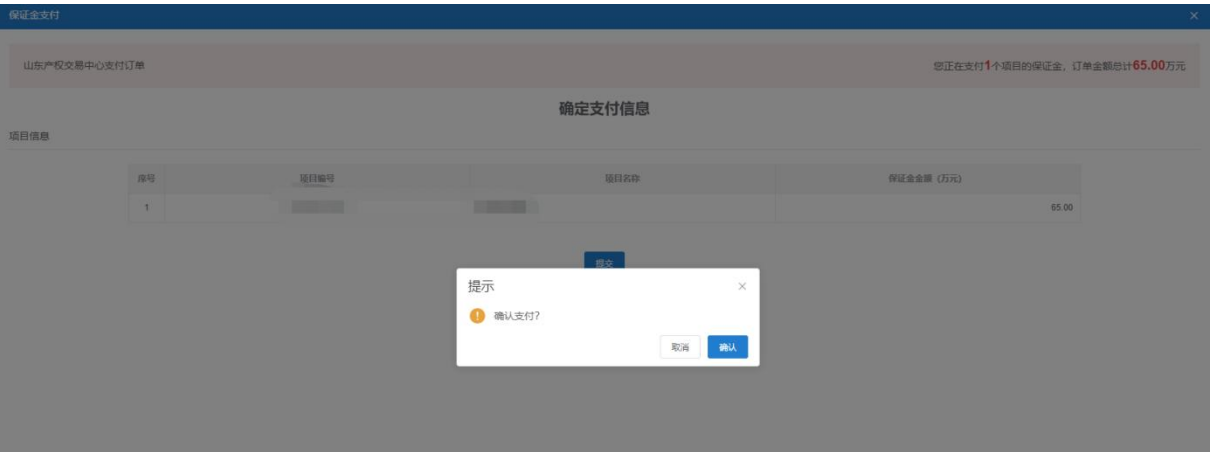 保证金支付
山东产权交易中心支付订单 您正在支付1个项目的保证金，订单金额总计65.00万元
确定支付信息
项目信息
序号 项目编号 项目名称 保证金金额（万元）
1 65.00
提交
提示
确认支付?
取消 确认